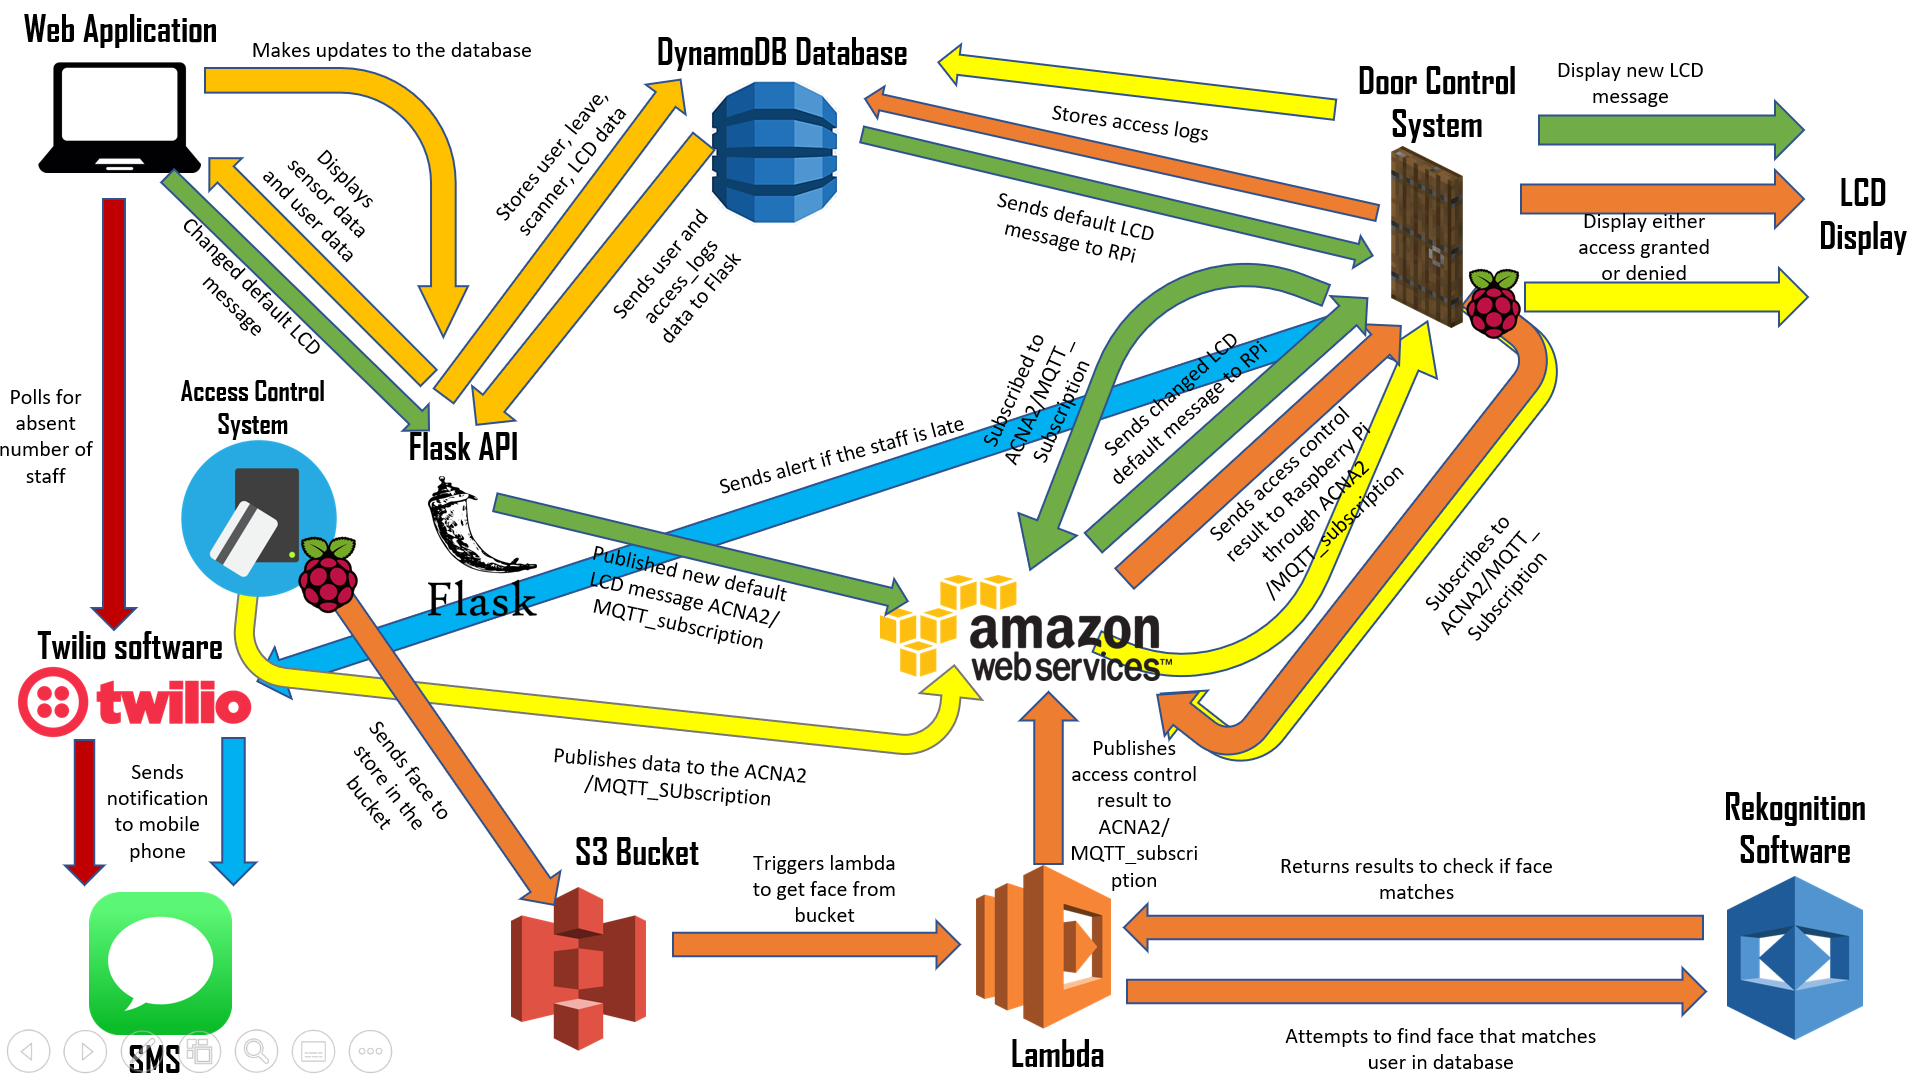 Web Application
Makes updates to the database
DynamoDB Database
Door Control
System
Display new LCD
message
Stores access logs
Stores user, leave,
scanner, LCD data
Displays
sensor data
and user data
Changed default LCD
message
Sends user and
access_logs
data to Flask
Sends default LCD
message to RPi
LCD
Display
Display either
access granted
or denied
Polls for
absent
number of
staff
Access Control
System
Flask API
Flask
Sends alert if the staff is late
Subscribed to
ACNA2/MQTT_
Subscription
Sends changed LCD
default message to RPi
Sends access control
result to Raspberry Pi
through ACNA2
/MQTT_subscription
Subscribes to
ACNA2/MQTT_
Subscription
Published new default
LCD message ACNA2/
MQTT_subscription
amazon
web services™
Twilio software
twilio
Sends
notification
to mobile
phone
Sends face to
store in the
bucket
Publishes data to the ACNA2
/MQTT_SUbscription
Publishes
access control
result to
ACNA2/
MQTT_subscri
ption
S3 Bucket
Triggers lambda
to get face from
bucket
Returns results to check if face
matches
Rekognition
Software
Attempts to find face that matches
user in database
Lambda
SMS